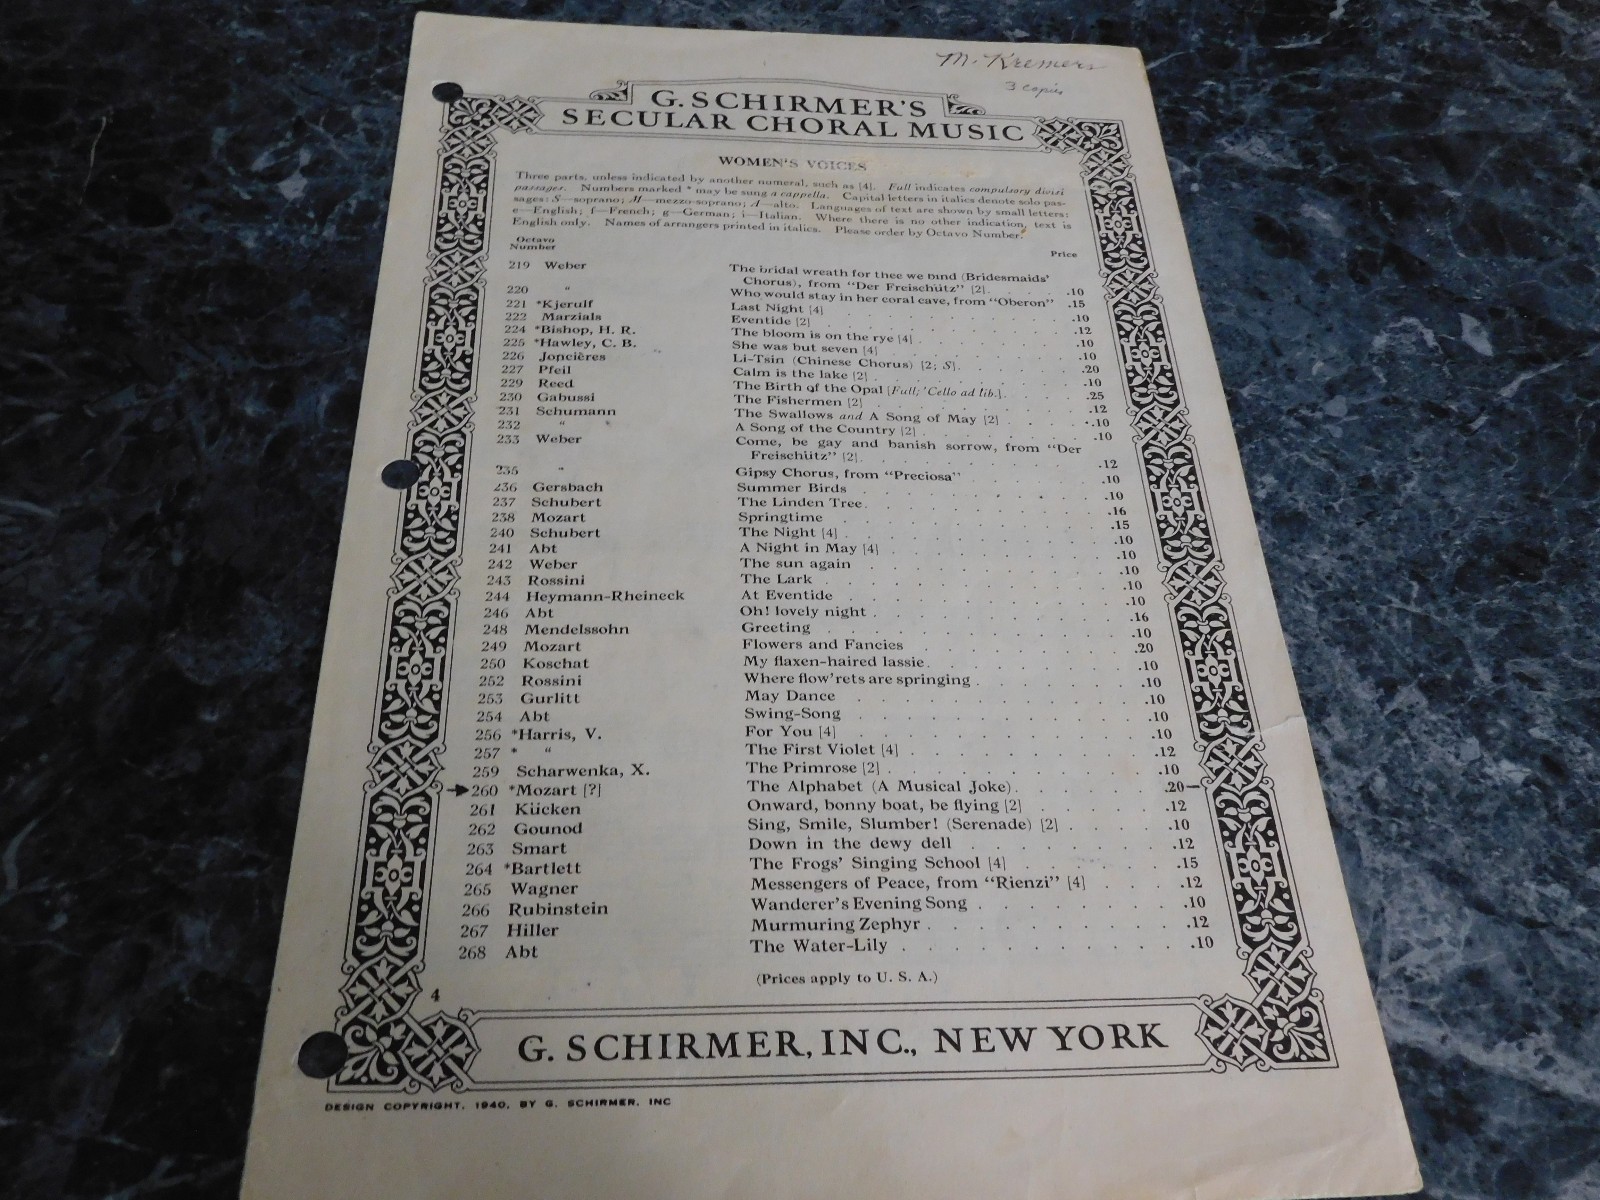 M. Kremers
3 copies
G. SCHIRMER'S
SECULAR CHORAL MUSIC
WOMEN'S VOICES
Three parts, unless indicated by another numeral, such as [4]. Full indicates compulsory divisi
passages. Numbers marked * may be sung a cappella. Capital letters in italics denote solo pas-
sages: S—soprano; M—mezzo-soprano; A—alto. Languages of text are shown by small letters:
e—English; f—French; g—German; i—Italian. Where there is no other indication, text is
English only. Names of arrangers printed in italics. Please order by Octavo Number.
Octavo
Number Price
219 Weber The bridal wreath for thee we bind (Bridesmaids'
Chorus), from "Der Freischütz" [2] .10
220 " Who would stay in her coral cave, from "Oberon" .15
221 *Kjerulf Last Night [4] .10
222 Marzials Eventide [2] .12
224 *Bishop, H. R. The bloom is on the rye [4] .10
225 *Hawley, C. B. She was but seven [4] .10
226 Joncières Li-Tsin (Chinese Chorus) [2; S] .20
227 Pfeil Calm is the lake [2] .10
229 Reed The Birth of the Opal [Full; 'Cello ad lib.] .25
230 Gabussi The Fishermen [2] .12
231 Schumann The Swallows and A Song of May [2] .10
232 " A Song of the Country [2] .10
233 Weber Come, be gay and banish sorrow, from "Der
Freischütz" [2] .12
235 " Gipsy Chorus, from "Preciosa" .10
236 Gersbach Summer Birds .10
237 Schubert The Linden Tree .16
238 Mozart Springtime .15
240 Schubert The Night [4] .10
241 Abt A Night in May [4] .10
242 Weber The sun again .10
243 Rossini The Lark .10
244 Heymann-Rheineck At Eventide .10
246 Abt Oh! lovely night .16
248 Mendelssohn Greeting .10
249 Mozart Flowers and Fancies .20
250 Koschat My flaxen-haired lassie .10
252 Rossini Where flow'rets are springing .10
253 Gurlitt May Dance .10
254 Abt Swing-Song .10
256 *Harris, V. For You [4] .10
257 * " The First Violet [4] .12
259 Scharwenka, X. The Primrose [2] .10
260 *Mozart [?] The Alphabet (A Musical Joke) .20
261 Kücken Onward, bonny boat, be flying [2] .12
262 Gounod Sing, Smile, Slumber! (Serenade) [2] .10
263 Smart Down in the dewy dell .12
264 *Bartlett The Frogs' Singing School [4] .15
265 Wagner Messengers of Peace, from "Rienzi" [4] .12
266 Rubinstein Wanderer's Evening Song .10
267 Hiller Murmuring Zephyr .12
268 Abt The Water-Lily .10
(Prices apply to U. S. A.)
4
G. SCHIRMER, INC., NEW YORK
DESIGN COPYRIGHT, 1940, BY G. SCHIRMER, INC